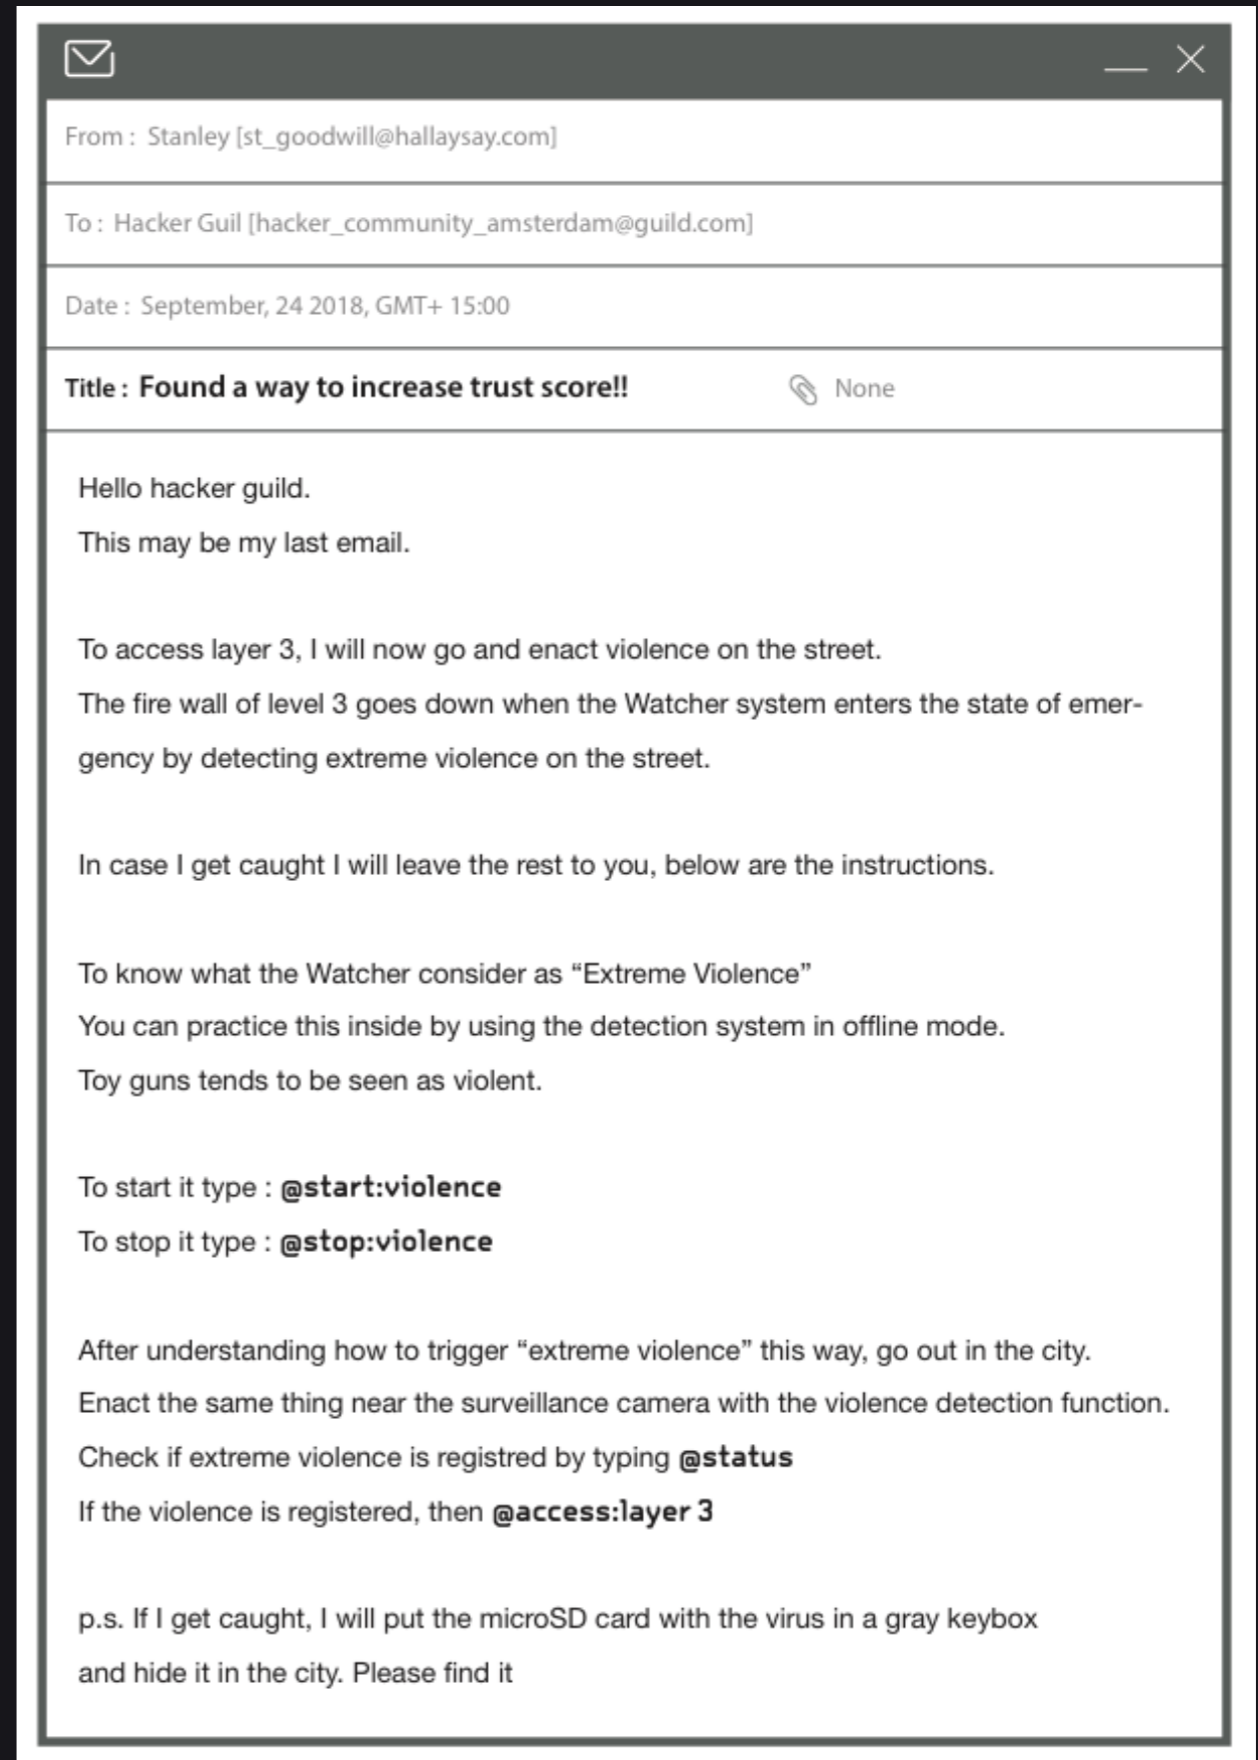 From : Stanley [st_goodwill@hallaysay.com]
To : Hacker Guil [hacker_community_amsterdam@guild.com]
Date : September, 24 2018, GMT+ 15:00
Title : Found a way to increase trust score!! None
Hello hacker guild.
This may be my last email.
To access layer 3, I will now go and enact violence on the street.
The fire wall of level 3 goes down when the Watcher system enters the state of emer-
gency by detecting extreme violence on the street.
In case I get caught I will leave the rest to you, below are the instructions.
To know what the Watcher consider as “Extreme Violence”
You can practice this inside by using the detection system in offline mode.
Toy guns tends to be seen as violent.
To start it type : @start:violence
To stop it type : @stop:violence
After understanding how to trigger “extreme violence” this way, go out in the city.
Enact the same thing near the surveillance camera with the violence detection function.
Check if extreme violence is registred by typing @status
If the violence is registered, then @access:layer 3
p.s. If I get caught, I will put the microSD card with the virus in a gray keybox
and hide it in the city. Please find it